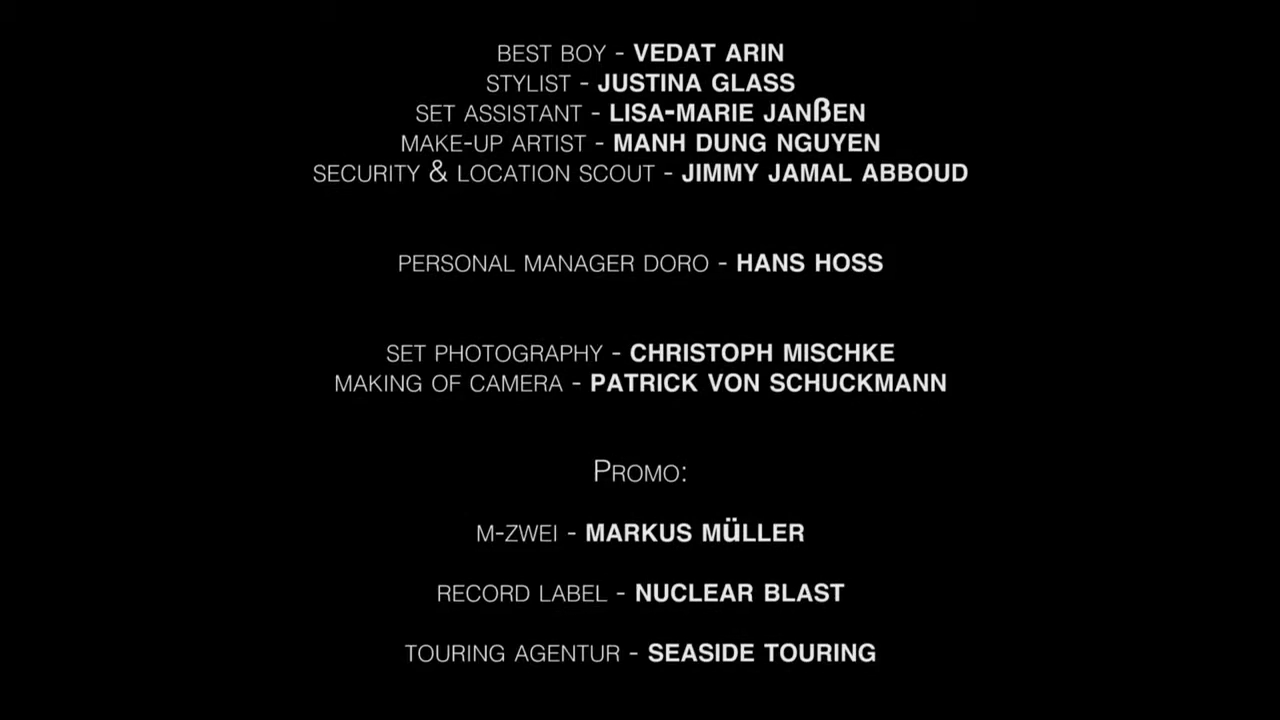 BEST BOY - VEDAT ARIN
STYLIST - JUSTINA GLASS
SET ASSISTANT - LISA-MARIE JANßEN
MAKE-UP ARTIST - MANH DUNG NGUYEN
SECURITY & LOCATION SCOUT - JIMMY JAMAL ABBOUD
PERSONAL MANAGER DORO - HANS HOSS
SET PHOTOGRAPHY - CHRISTOPH MISCHKE
MAKING OF CAMERA - PATRICK VON SCHUCKMANN
PROMO:
M-ZWEI - MARKUS MüLLER
RECORD LABEL - NUCLEAR BLAST
TOURING AGENTUR - SEASIDE TOURING